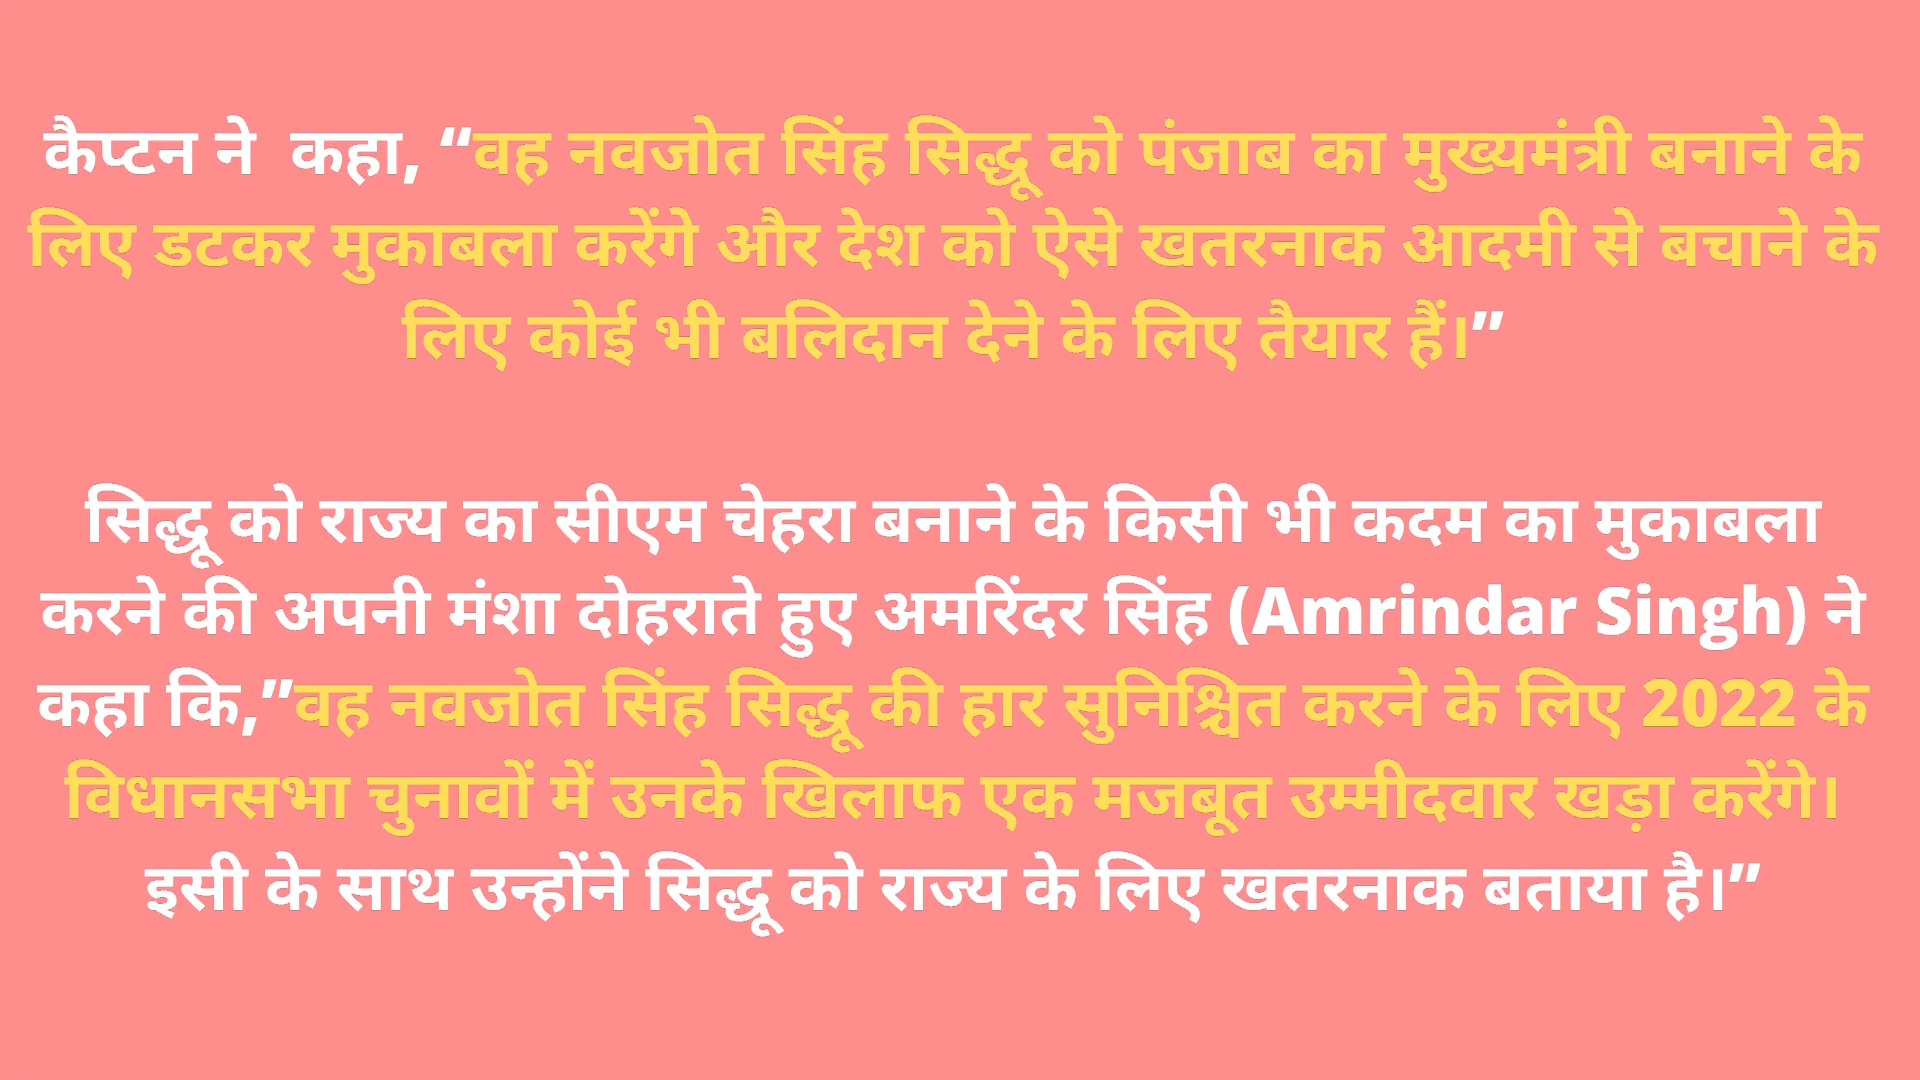 कैप्टन ने  कहा, “वह नवजोत सिंह सिद्धू को पंजाब का मुख्यमंत्री बनाने के
लिए डटकर मुकाबला करेंगे और देश को ऐसे खतरनाक आदमी से बचाने के
लिए कोई भी बलिदान देने के लिए तैयार हैं।”
सिद्धू को राज्य का सीएम चेहरा बनाने के किसी भी कदम का मुकाबला
करने की अपनी मंशा दोहराते हुए अमरिंदर सिंह (Amrindar Singh) ने
कहा कि,”वह नवजोत सिंह सिद्धू की हार सुनिश्चित करने के लिए 2022 के
विधानसभा चुनावों में उनके खिलाफ एक मजबूत उम्मीदवार खड़ा करेंगे।
इसी के साथ उन्होंने सिद्धू को राज्य के लिए खतरनाक बताया है।”